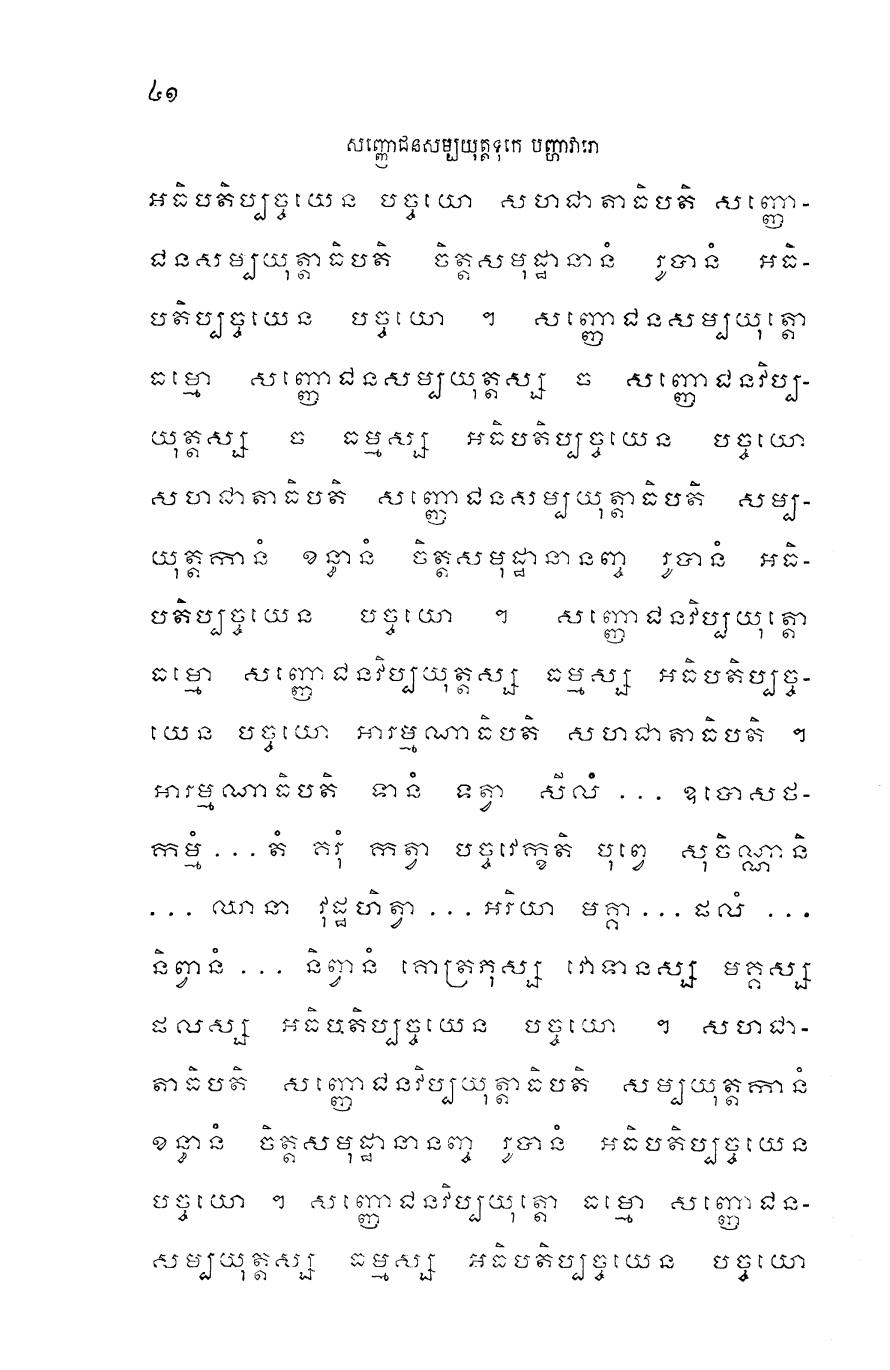 ៤១
សញ្ញោជនសម្បយុត្តទុកេ បញ្ហាវារោ
អធិបតិប្បច្ចយេន បច្ចយោ សហជាតាធិបតិ សញ្ញោ-
ជនសម្បយុត្តាធិបតិ ចិត្តសមុដ្ឋានានំ រូបានំ អធិ-
បតិប្បច្ចយេន បច្ចយោ ។ សញ្ញោជនសម្បយុត្តោ
ធម្មោ សញ្ញោជនសម្បយុត្តស្ស ច សញ្ញោជនវិប្ប-
យុត្តស្ស ច ធម្មស្ស អធិបតិប្បច្ចយេន បច្ចយោ
សហជាតាធិបតិ សញ្ញោជនសម្បយុត្តាធិបតិ សម្ប-
យុត្តកានំ ខន្ធានំ ចិត្តសមុដ្ឋានានញ្ច រូបានំ អធិ-
បតិប្បច្ចយេន បច្ចយោ ។ សញ្ញោជនវិប្បយុត្តោ
ធម្មោ សញ្ញោជនវិប្បយុត្តស្ស ធម្មស្ស អធិបតិប្បច្ច-
យេន បច្ចយោ អារម្មណាធិបតិ សហជាតាធិបតិ ។
អារម្មណាធិបតិ ទានំ ទត្វា សីលំ ... ឧបោសថ-
កម្មំ ... តំ គរុំ កត្វា បច្ចវេក្ខតិ បុព្វេ សុចិណ្ណានិ
... ឈានា វុដ្ឋហិត្វា ... អរិយា មគ្គា ... ផលំ ...
និព្វានំ ... និព្វានំ គោត្រភុស្ស វោទានស្ស មគ្គស្ស
ផលស្ស អធិបតិប្បច្ចយេន បច្ចយោ ។ សហជា-
តាធិបតិ សញ្ញោជនវិប្បយុត្តាធិបតិ សម្បយុត្តកានំ
ខន្ធានំ ចិត្តសមុដ្ឋានានញ្ច រូបានំ អធិបតិប្បច្ចយេន
បច្ចយោ ។ សញ្ញោជនវិប្បយុត្តោ ធម្មោ សញ្ញោជន-
សម្បយុត្តស្ស ធម្មស្ស អធិបតិប្បច្ចយេន បច្ចយោ